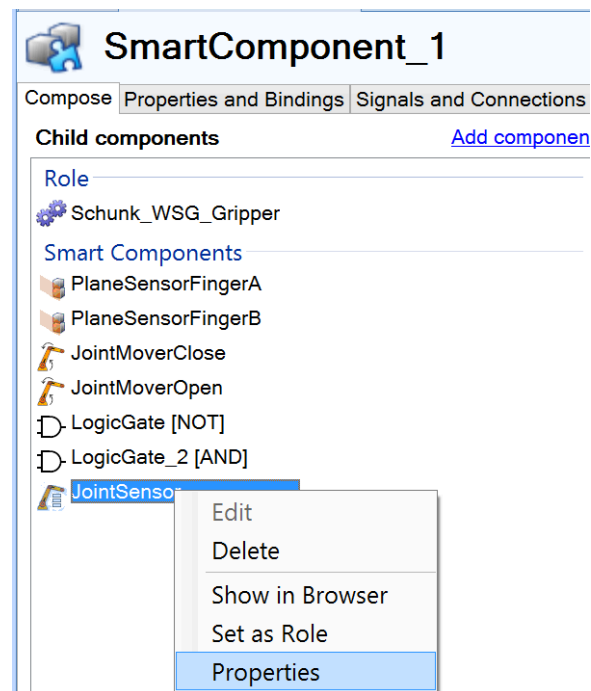 SmartComponent_1
Compose Properties and Bindings Signals and Connections
Child components Add componen
Role
Schunk_WSG_Gripper
Smart Components
PlaneSensorFingerA
PlaneSensorFingerB
JointMoverClose
JointMoverOpen
LogicGate [NOT]
LogicGate_2 [AND]
JointSensor
Edit
Delete
Show in Browser
Set as Role
Properties